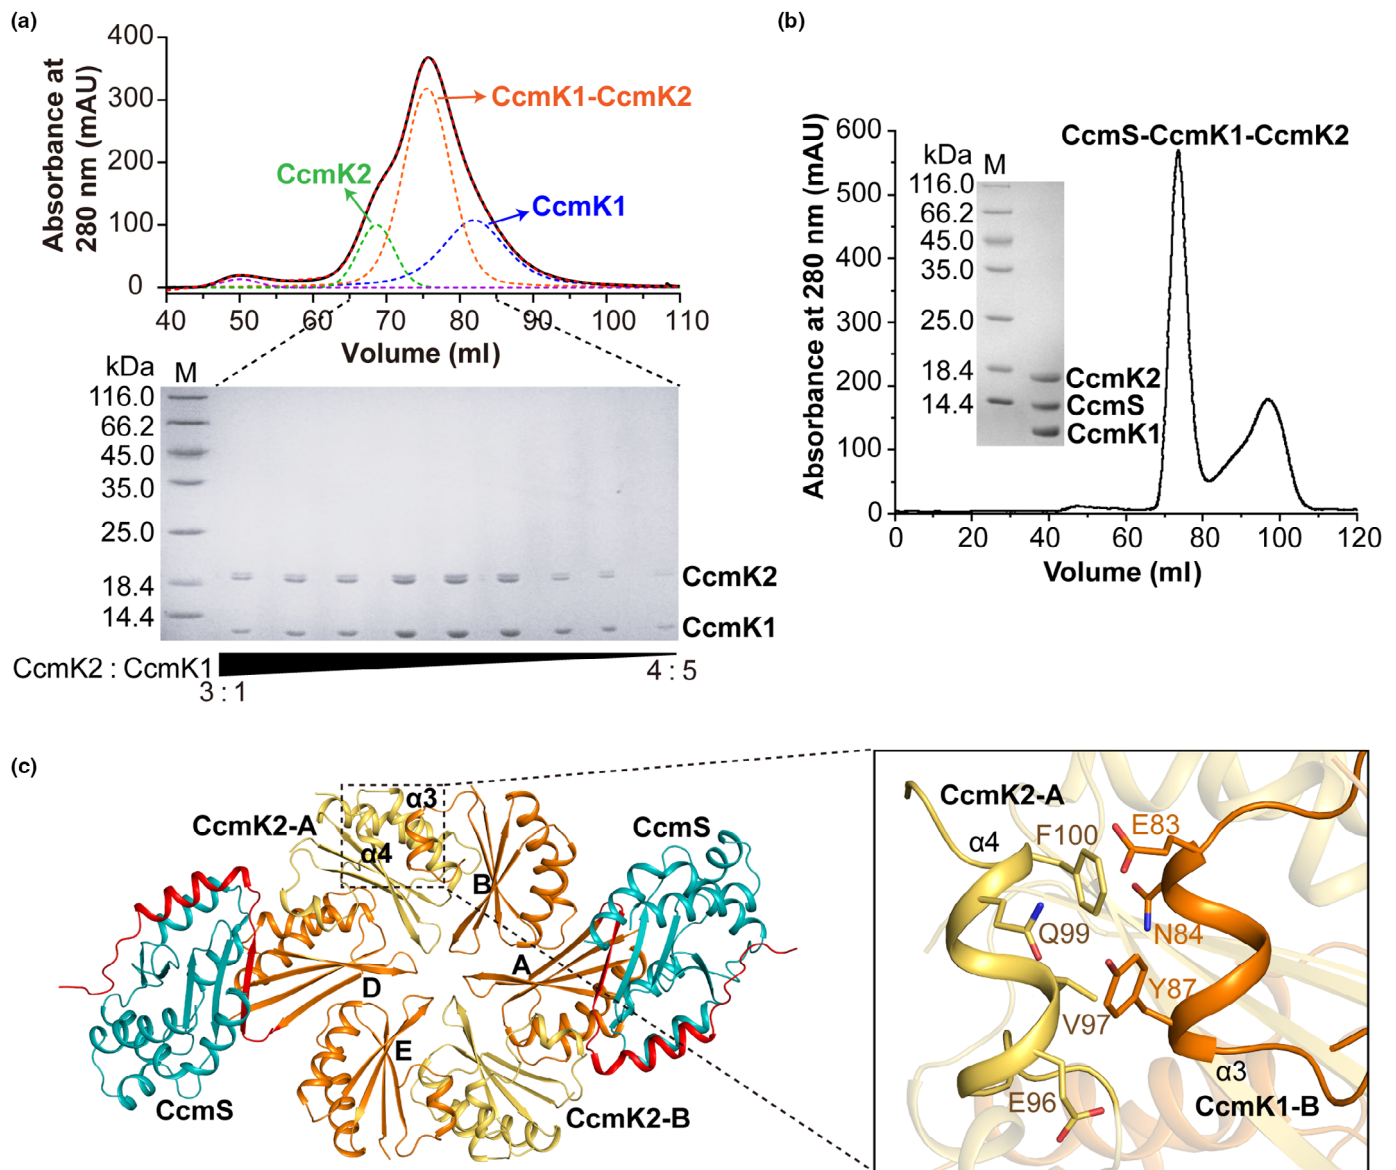 (a)
400
300
200
100
0
Absorbance at
280 nm (mAU)
CcmK1-CcmK2
CcmK2
CcmK1
40 50 60 70 80 90 100 110
Volume (ml)
kDa
M
116.0
66.2
45.0
35.0
25.0
18.4
14.4
CcmK2
CcmK1
CcmK2 : CcmK1
3 : 1
4 : 5
(b)
600
500
400
300
200
100
0
Absorbance at 280 nm (mAU)
CcmS-CcmK1-CcmK2
kDa
M
116.0
66.2
45.0
35.0
25.0
18.4
14.4
CcmK2
CcmS
CcmK1
0 20 40 60 80 100 120
Volume (ml)
(c)
CcmK2-A
α3
α4
B
CcmS
A
D
E
CcmS
CcmK2-B
CcmK2-A
α4
F100
E83
Q99
N84
Y87
V97
E96
α3
CcmK1-B